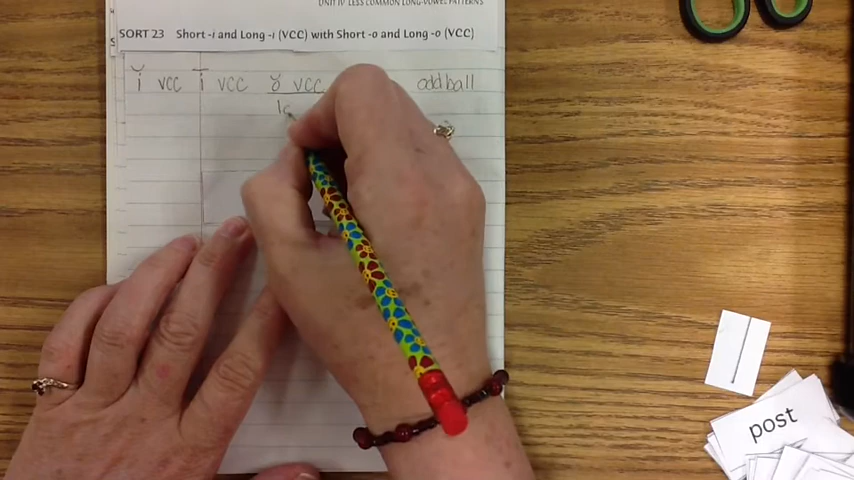 UNIT IV LESS COMMON LONG-VOWEL PATTERNS
SORT 23 Short -i and Long -i (VCC) with Short -o and Long -o (VCC)
ĭ VCC ī VCC ŏ VCC oddball
lo
post